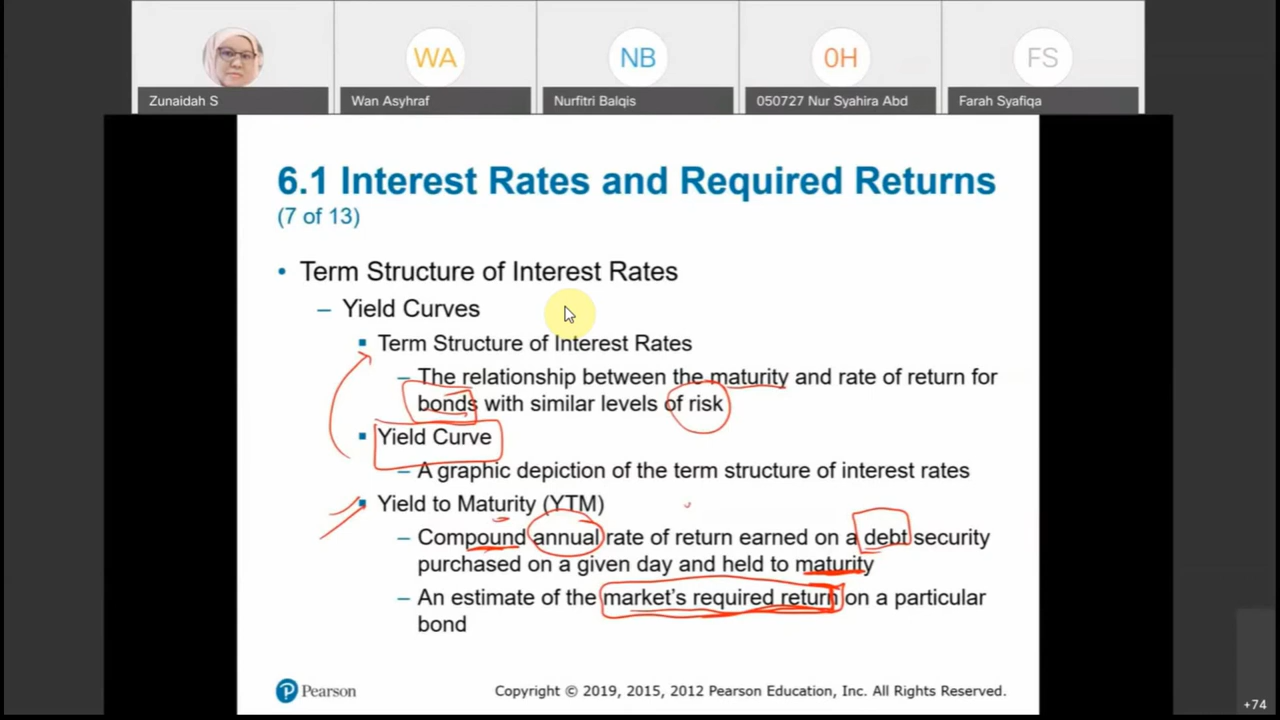 WA
NB
0H
FS
Zunaidah S
Wan Asyhraf
Nurfitri Balqis
050727 Nur Syahira Abd
Farah Syafiqa
6.1 Interest Rates and Required Returns
(7 of 13)
• Term Structure of Interest Rates
– Yield Curves
▪ Term Structure of Interest Rates
– The relationship between the maturity and rate of return for
bonds with similar levels of risk
▪ Yield Curve
– A graphic depiction of the term structure of interest rates
▪ Yield to Maturity (YTM)
– Compound annual rate of return earned on a debt security
purchased on a given day and held to maturity
– An estimate of the market's required return on a particular
bond
P Pearson
Copyright © 2019, 2015, 2012 Pearson Education, Inc. All Rights Reserved.
+74